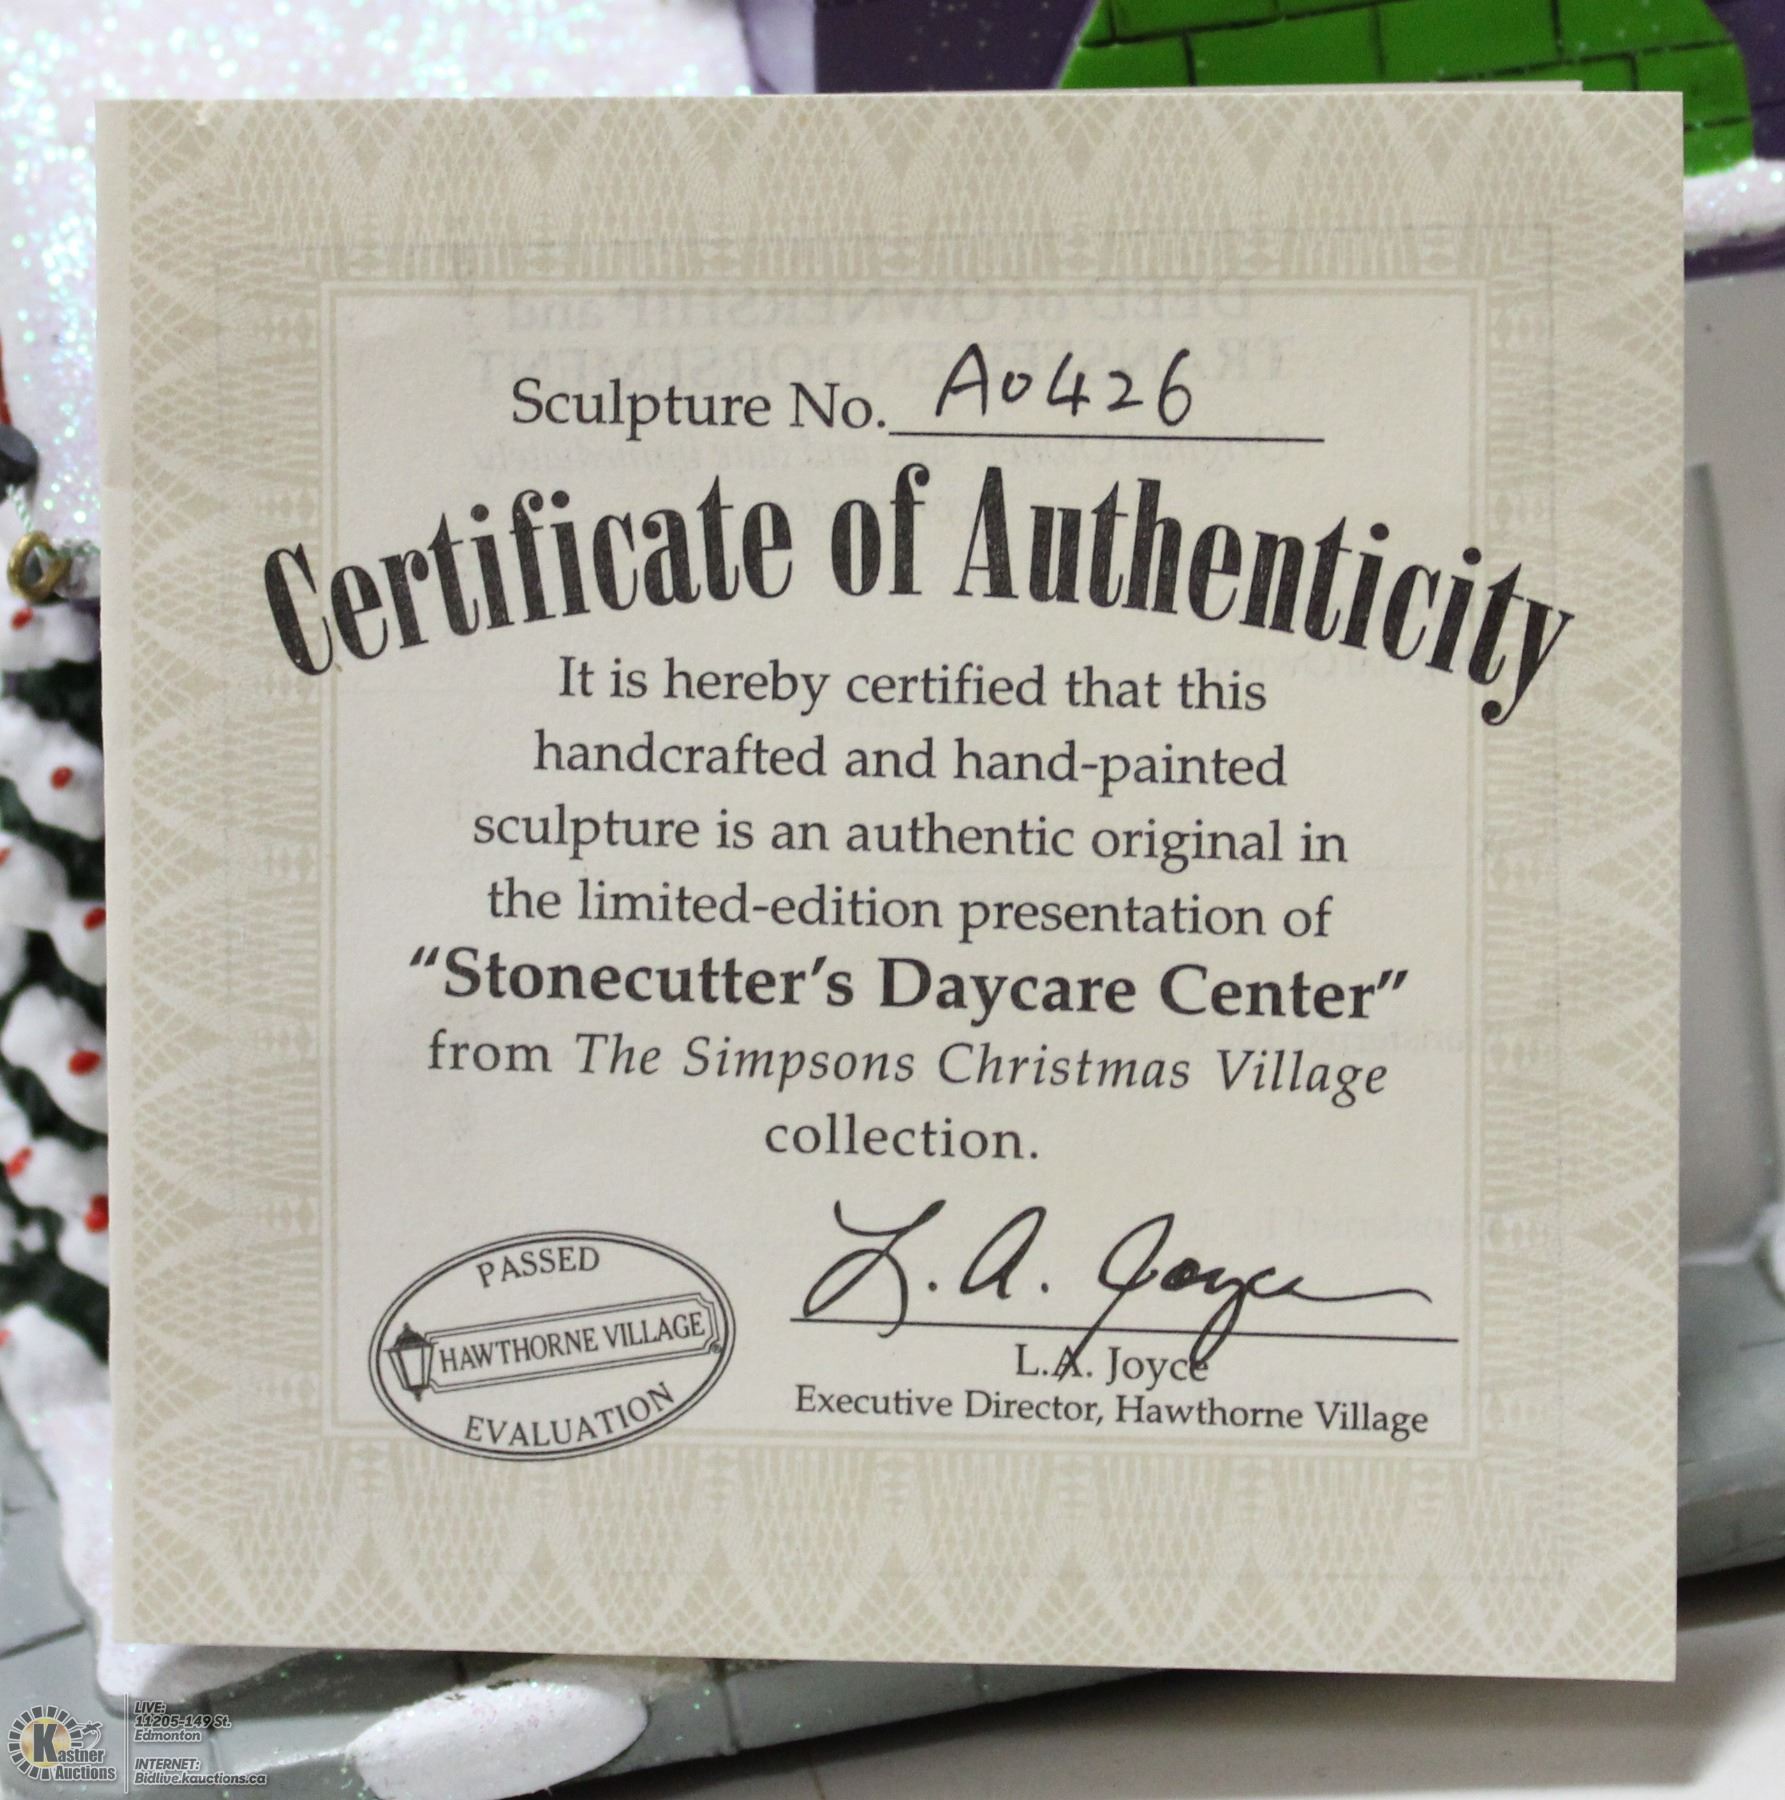 Sculpture No. A0426
Certificate of Authenticity
It is hereby certified that this
handcrafted and hand-painted
sculpture is an authentic original in
the limited-edition presentation of
“Stonecutter’s Daycare Center”
from The Simpsons Christmas Village
collection.
PASSED
HAWTHORNE VILLAGE
EVALUATION
L. A. Joyce
L.A. Joyce
Executive Director, Hawthorne Village
Kastner
Auctions
LIVE:
11205-149 St.
Edmonton
INTERNET:
Bidlive.kauctions.ca